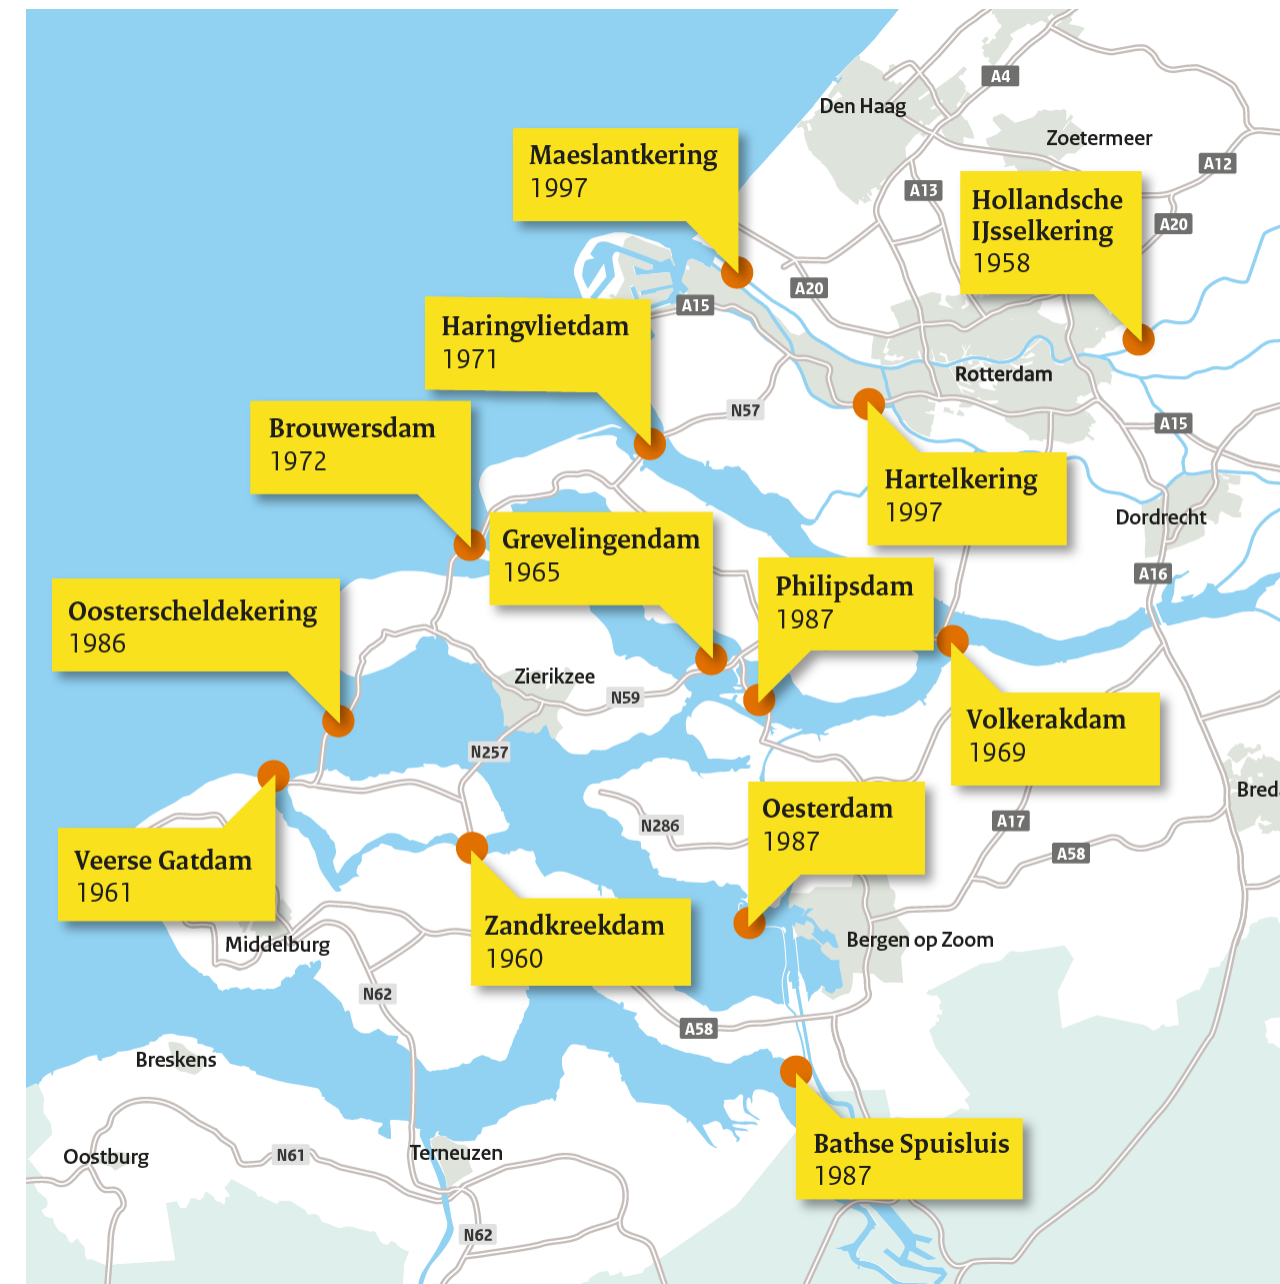 A4
Den Haag
Zoetermeer
Maeslantkering
1997
A12
A13
Hollandsche
IJsselkering
1958
A20
A20
A15
Haringvlietdam
1971
Rotterdam
N57
Brouwersdam
1972
A15
Hartelkering
1997
Dordrecht
Grevelingendam
1965
A16
Philipsdam
1987
Oosterscheldekering
1986
Zierikzee
N59
Volkerakdam
1969
N257
Bred
Oesterdam
1987
N286
A17
A58
Veerse Gatdam
1961
Zandkreekdam
1960
Middelburg
Bergen op Zoom
N62
A58
Breskens
Bathse Spuisluis
1987
Oostburg
N61
Terneuzen
N62